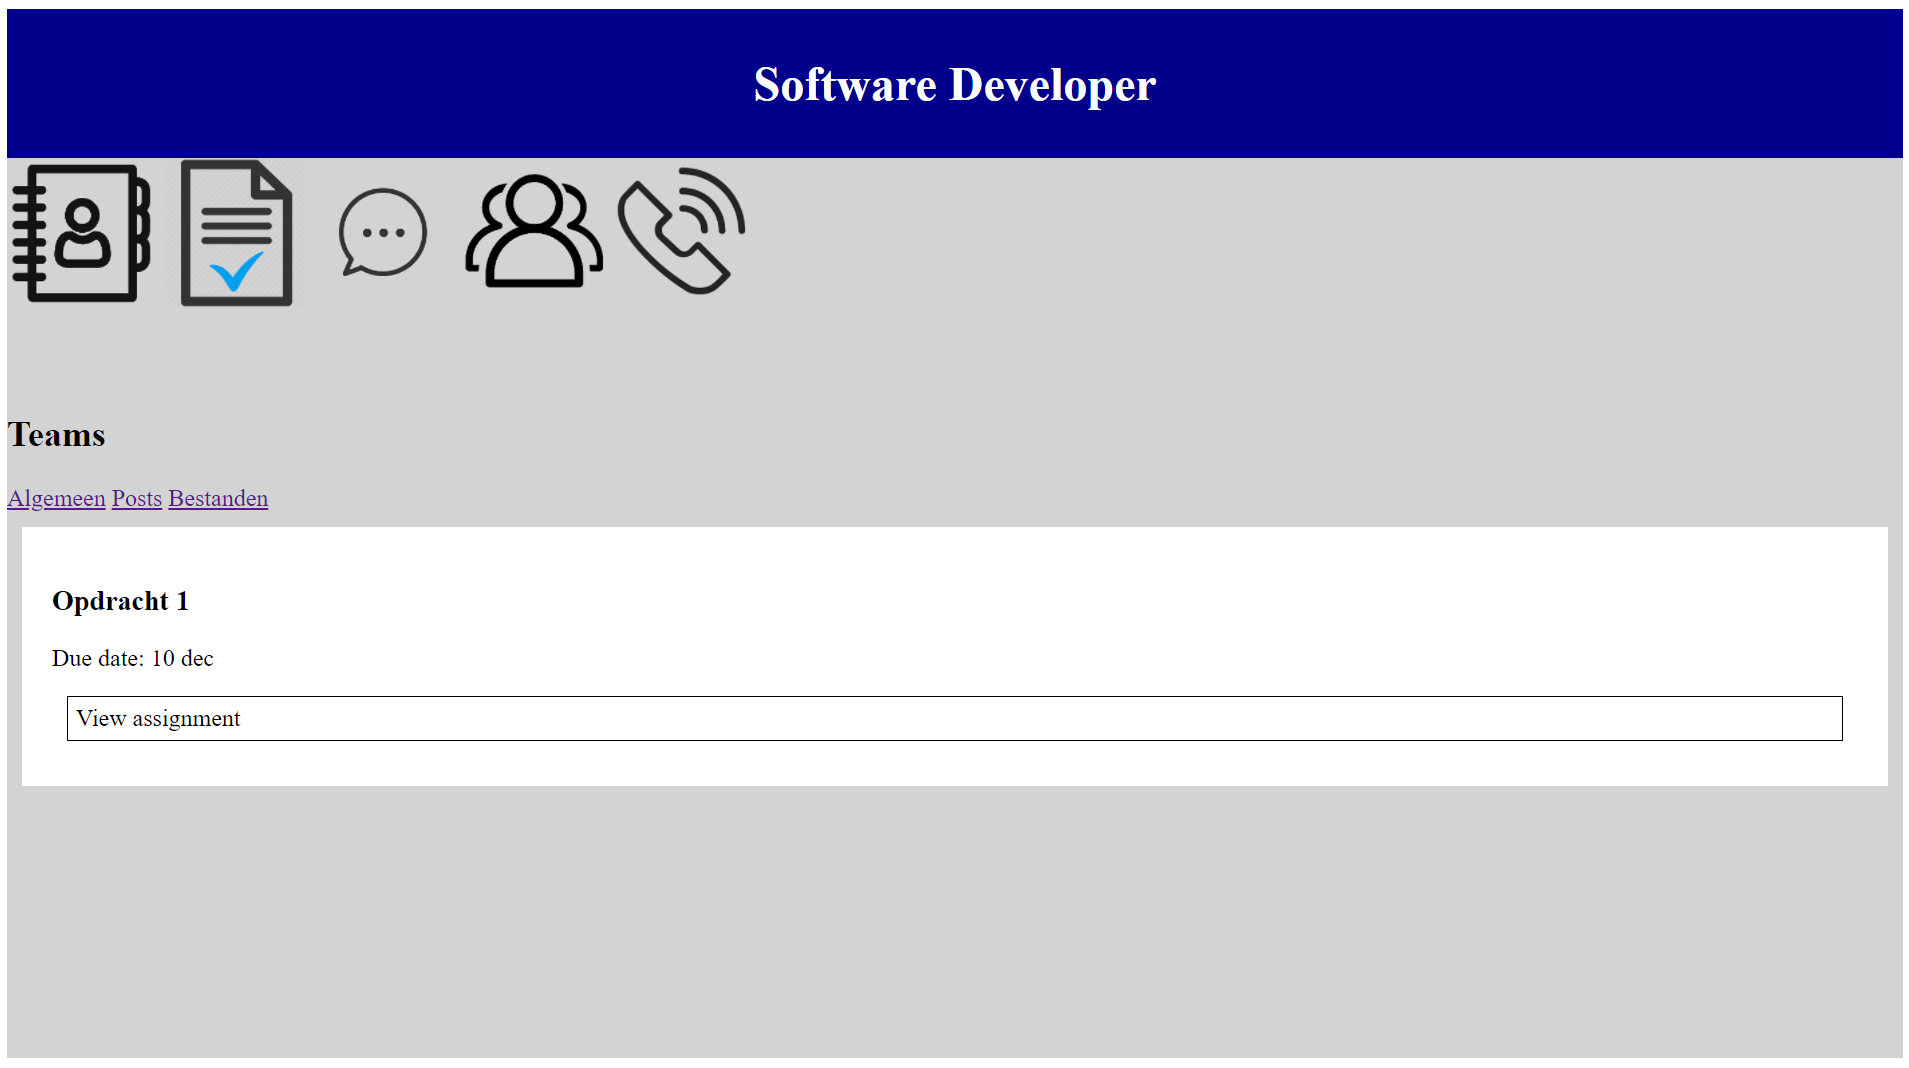 Software Developer
Teams
Algemeen Posts Bestanden
Opdracht 1
Due date: 10 dec
View assignment